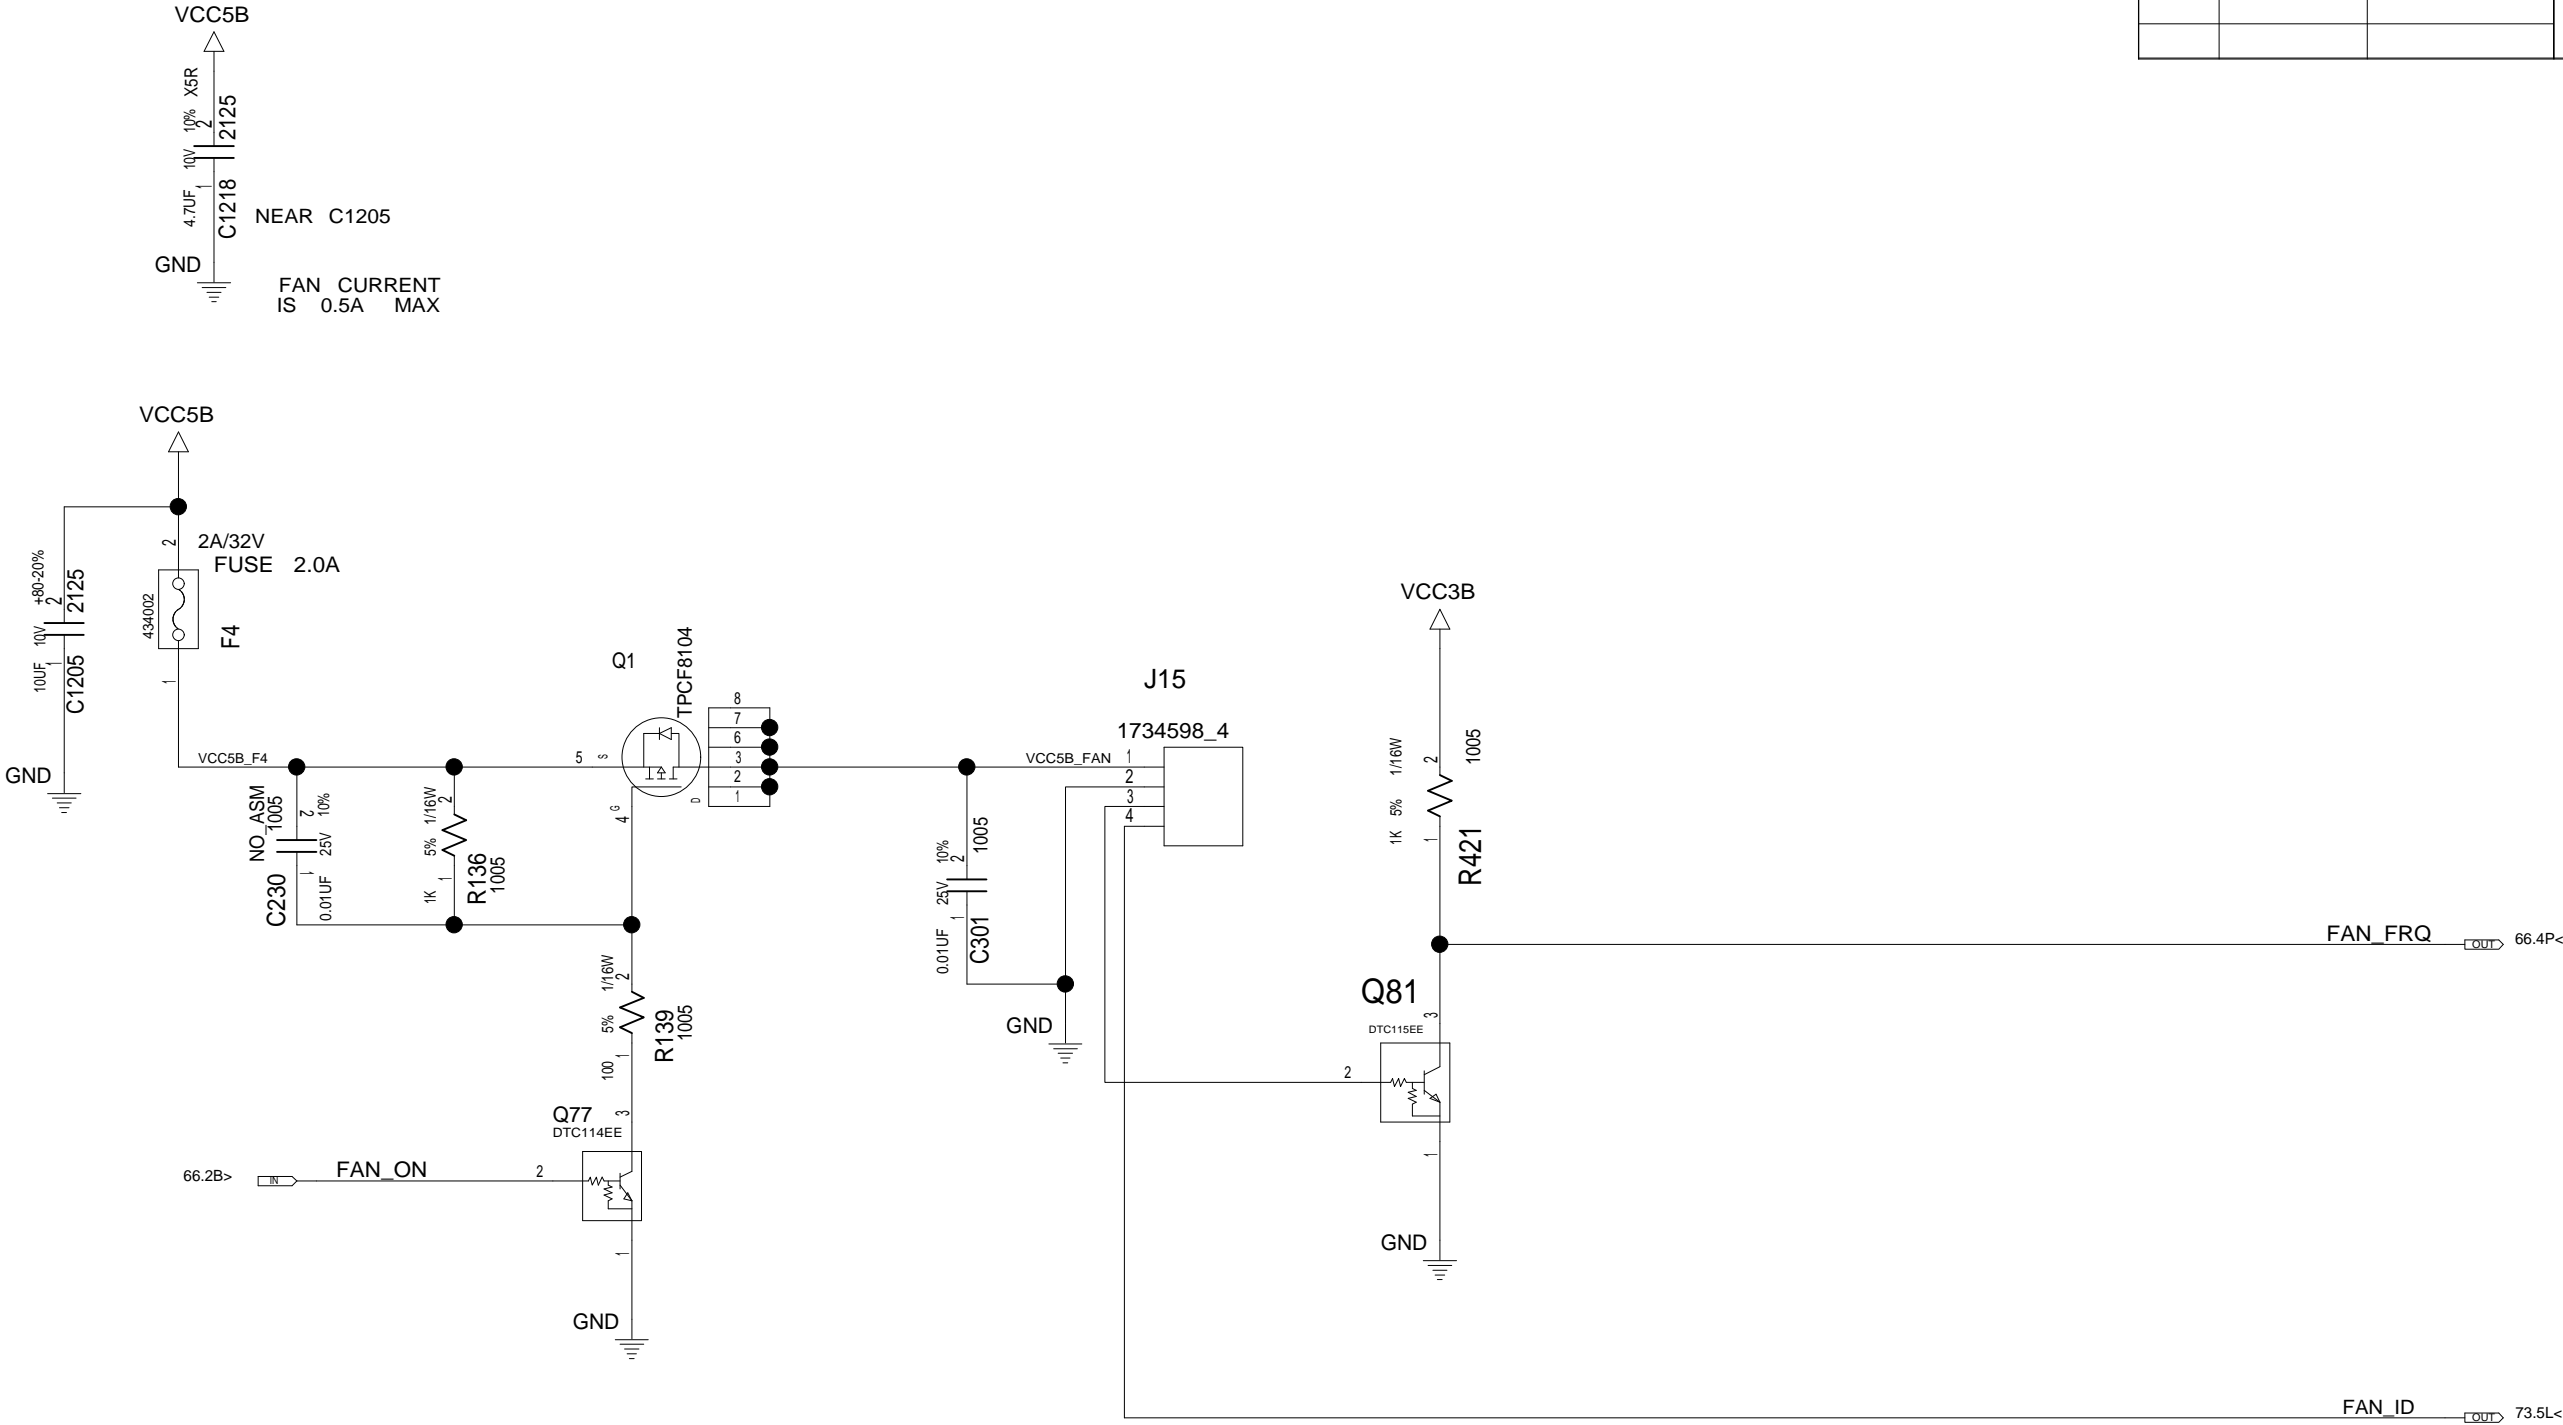 VCC5B
4.7UF 10V 10% X5R
2
2125
1
C1218
NEAR C1205
GND
FAN CURRENT
IS 0.5A MAX
VCC5B
2
2A/32V
FUSE 2.0A
434002
F4
1
10UF 10V +80-20%
2
2125
1
C1205
GND
VCC5B_F4
NO_ASM
1005
2
10%
25V
1
0.01UF
C230
1K 5% 1/16W
2
1
R136
1005
Q1
TPCF8104
5
S
4
G
D
8
7
6
3
2
1
1/16W
5%
100
2
1
R139
1005
Q77
DTC114EE
3
66.2B>
IN
FAN_ON
2
1
GND
0.01UF 25V 10%
2
1005
1
C301
VCC5B_FAN
J15
1734598_4
1
2
3
4
GND
VCC3B
1K 5% 1/16W
2
1005
1
R421
FAN_FRQ
OUT
66.4P<
Q81
DTC115EE
3
2
1
GND
FAN_ID
OUT
73.5L<